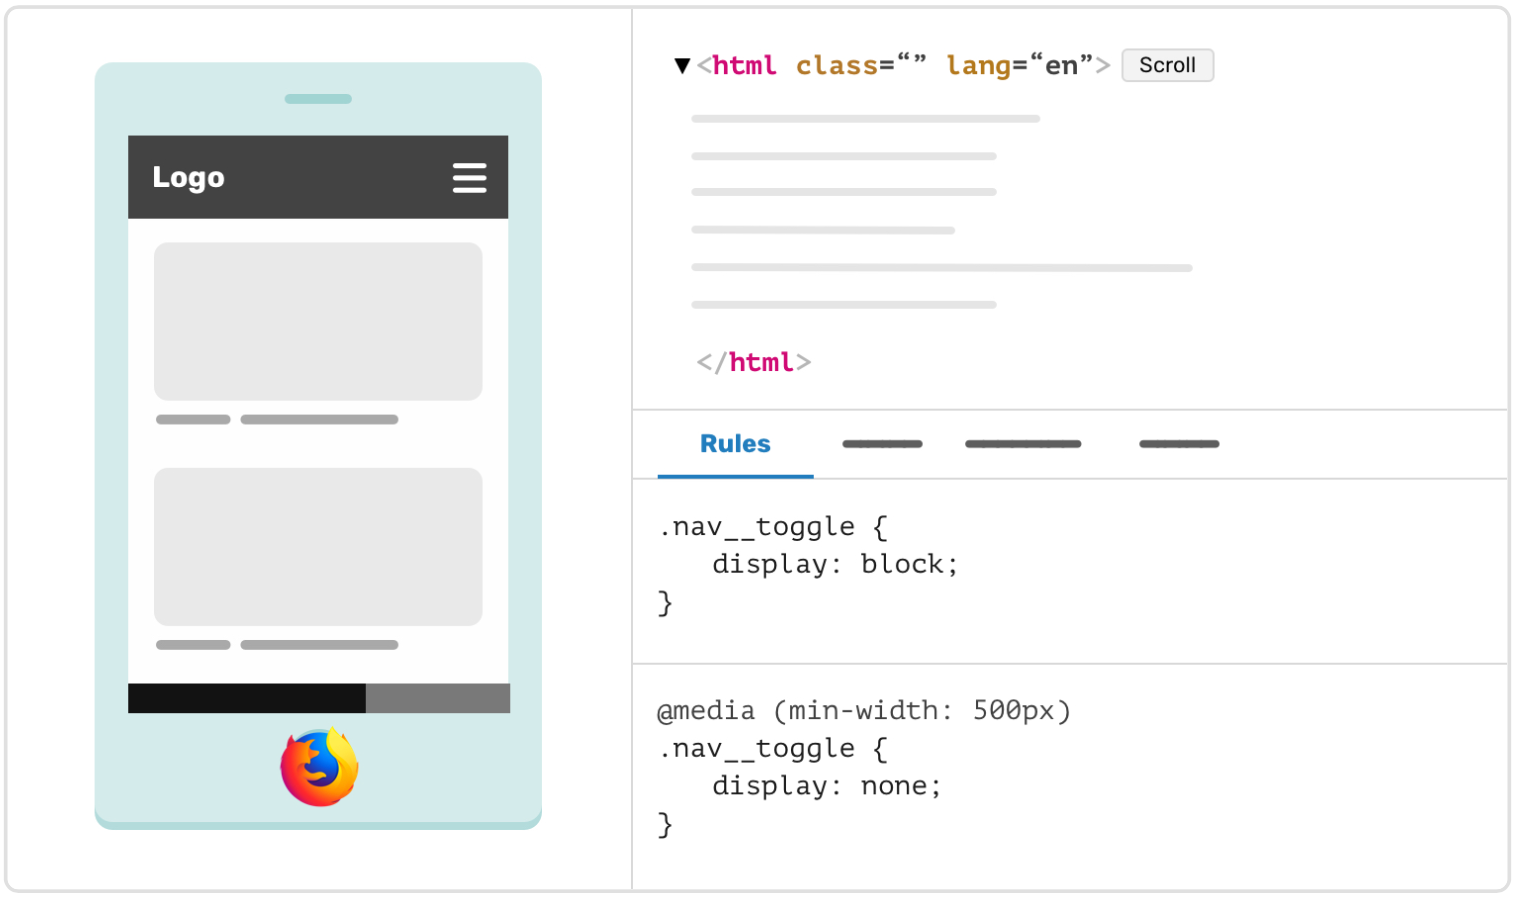 Logo
▼<html class=“” lang=“en”> Scroll
</html>
Rules
.nav__toggle {
display: block;
}
@media (min-width: 500px)
.nav__toggle {
display: none;
}